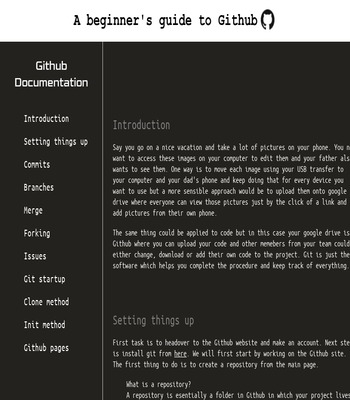 A beginner's guide to Github
Github
Documentation
Introduction
Setting things up
Commits
Branches
Merge
Forking
Issues
Git startup
Clone method
Init method
Github pages
Introduction
Say you go on a nice vacation and take a lot of pictures on your phone. You
want to access these images on your computer to edit them and your father
wants to see them. One way is to move each image using your USB transfer to
your computer and your dad's phone and keep doing that for every device you
want to use but a more sensible approach would be to upload them onto google
drive where everyone can view those pictures just by the click of a link and
add pictures from their own phone.
The same thing could be applied to code but in this case your google drive is
Github where you can upload your code and other memebers from your team could
either change, download or add their own code to the project. Git is just the
software which helps you complete the procedure and keep track of everything.
Setting things up
First task is to headover to the Github website and make an account. Next
is install git from here. We will first start by working on the Github site.
The first thing to do is to create a repository from the main page.
What is a repository?
A repository is esentially a folder in Github in which your project lives